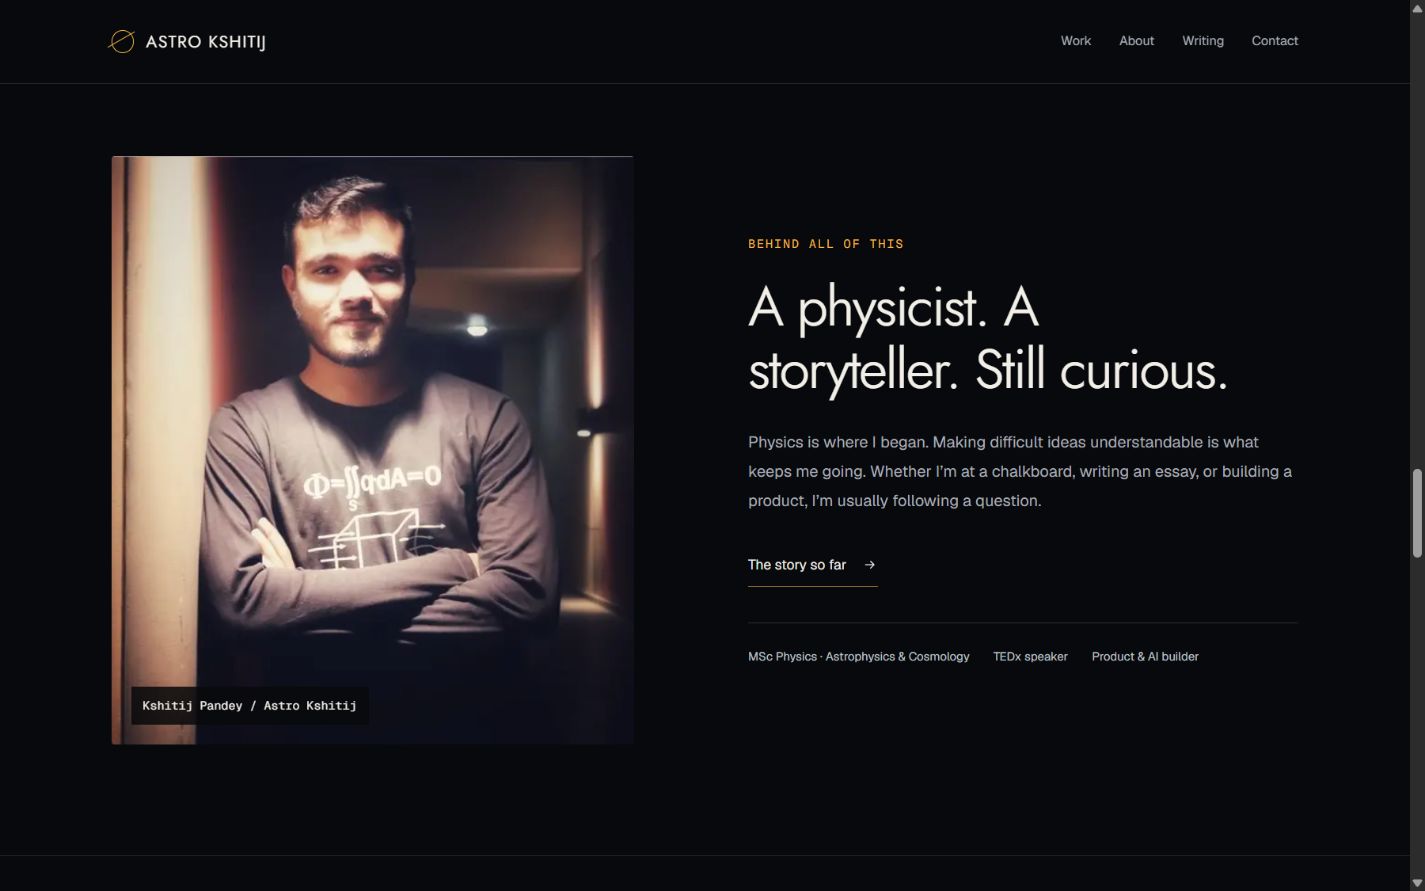 ASTRO KSHITIJ
Work
About
Writing
Contact
Φ=∬q·dA=0
S
Kshitij Pandey / Astro Kshitij
BEHIND ALL OF THIS
A physicist. A
storyteller. Still curious.
Physics is where I began. Making difficult ideas understandable is what
keeps me going. Whether I’m at a chalkboard, writing an essay, or building a
product, I’m usually following a question.
The story so far →
MSc Physics · Astrophysics & Cosmology
TEDx speaker
Product & AI builder